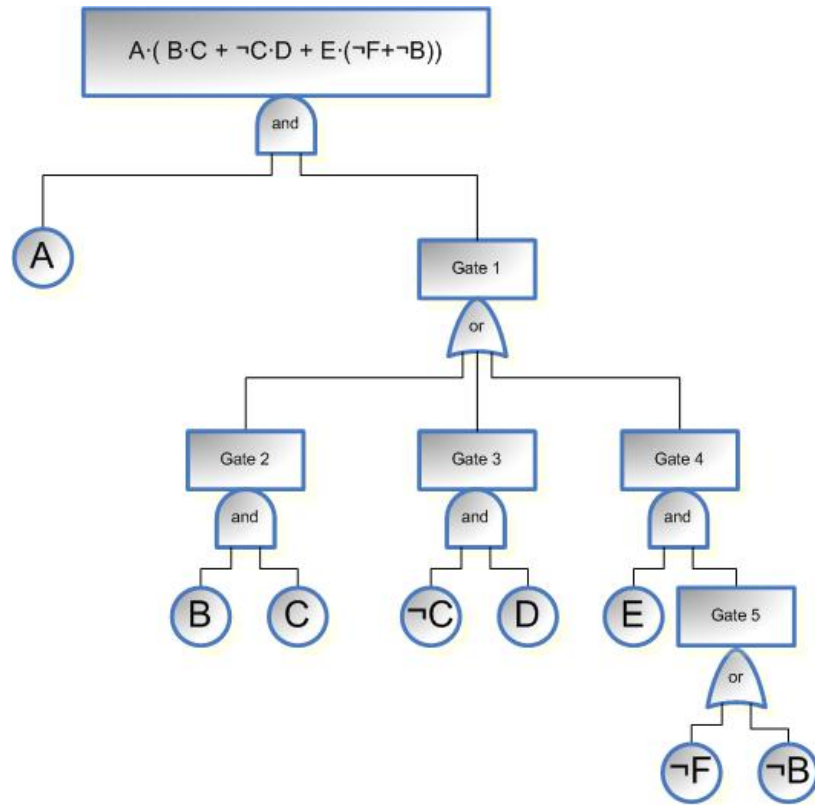 A·( B·C + ¬C·D + E·(¬F+¬B))
and
A
Gate 1
or
Gate 2
Gate 3
Gate 4
and
and
and
B
C
¬C
D
E
Gate 5
or
¬F
¬B